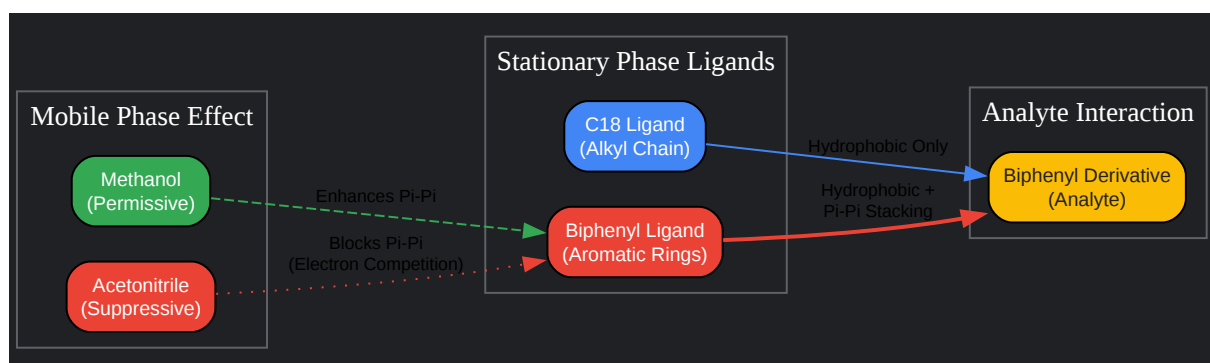 Mobile Phase Effect
Methanol
(Permissive)
Acetonitrile
(Suppressive)
Enhances Pi-Pi
Blocks Pi-Pi
(Electron Competition)
Stationary Phase Ligands
C18 Ligand
(Alkyl Chain)
Biphenyl Ligand
(Aromatic Rings)
Hydrophobic Only
Hydrophobic +
Pi-Pi Stacking
Analyte Interaction
Biphenyl Derivative
(Analyte)